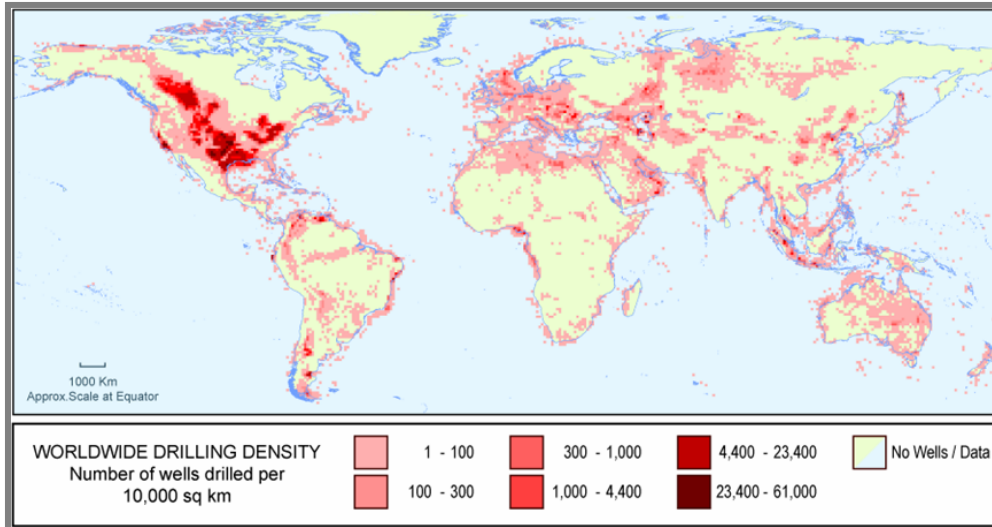 1000 Km
Approx.Scale at Equator
WORLDWIDE DRILLING DENSITY
Number of wells drilled per
10,000 sq km
1 - 100
100 - 300
300 - 1,000
1,000 - 4,400
4,400 - 23,400
23,400 - 61,000
No Wells / Data